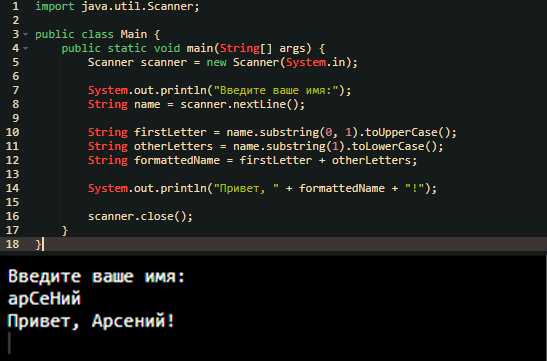 1 import java.util.Scanner;
2
3 public class Main {
4     public static void main(String[] args) {
5         Scanner scanner = new Scanner(System.in);
6
7         System.out.println("Введите ваше имя:");
8         String name = scanner.nextLine();
9
10         String firstLetter = name.substring(0, 1).toUpperCase();
11         String otherLetters = name.substring(1).toLowerCase();
12         String formattedName = firstLetter + otherLetters;
13
14         System.out.println("Привет, " + formattedName + "!");
15
16         scanner.close();
17     }
18 }
Введите ваше имя:
арСеНий
Привет, Арсений!